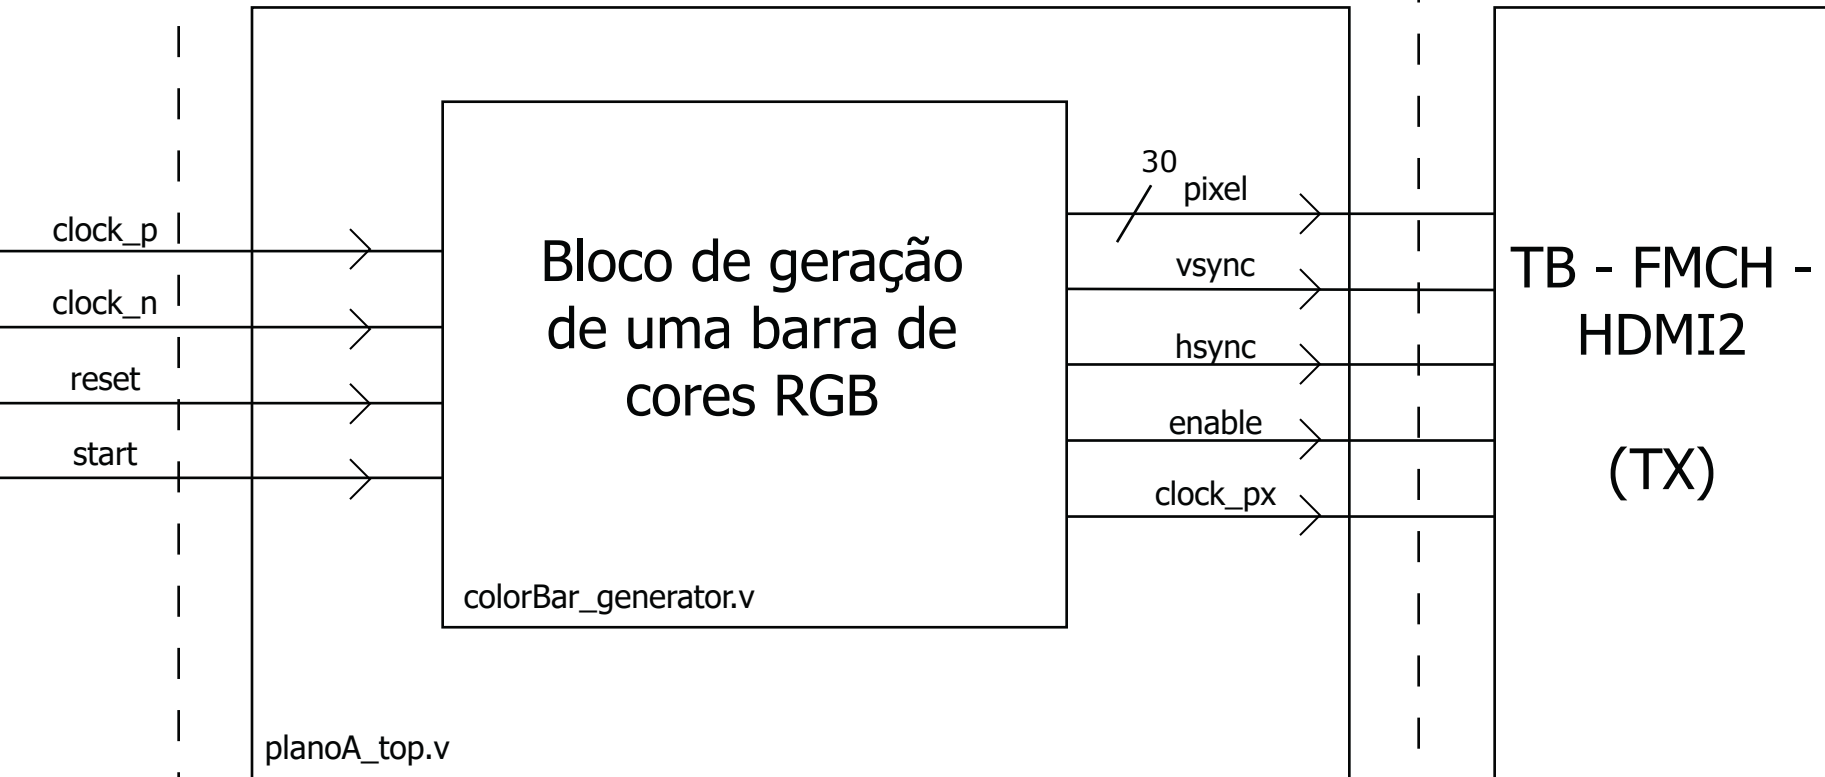 clock_p
clock_n
reset
start
Bloco de geração
de uma barra de
cores RGB
colorBar_generator.v
planoA_top.v
30
pixel
vsync
hsync
enable
clock_px
TB - FMCH -
HDMI2
(TX)